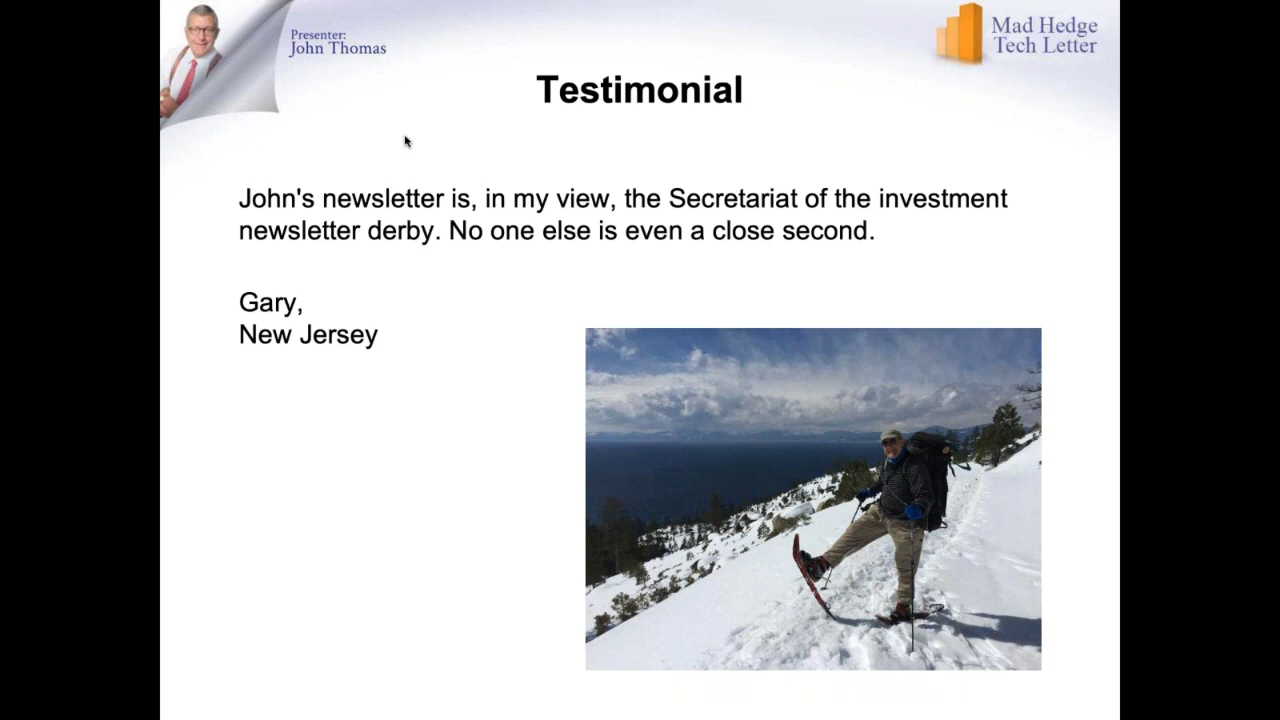 Presenter:
John Thomas
Mad Hedge
Tech Letter
Testimonial
John's newsletter is, in my view, the Secretariat of the investment
newsletter derby. No one else is even a close second.
Gary,
New Jersey